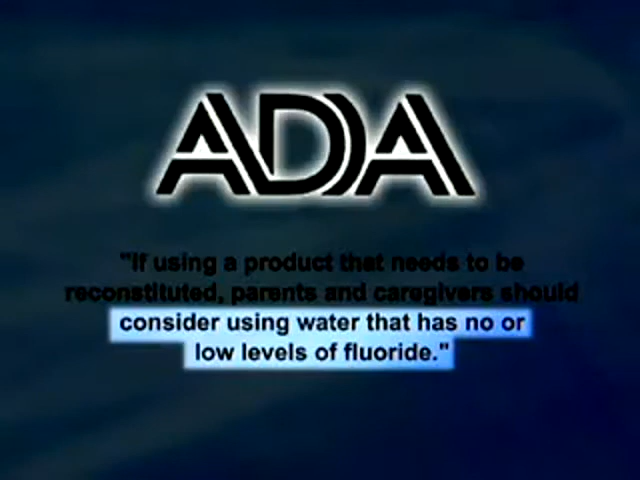 ADA
"If using a product that needs to be
reconstituted, parents and caregivers should
consider using water that has no or
low levels of fluoride."